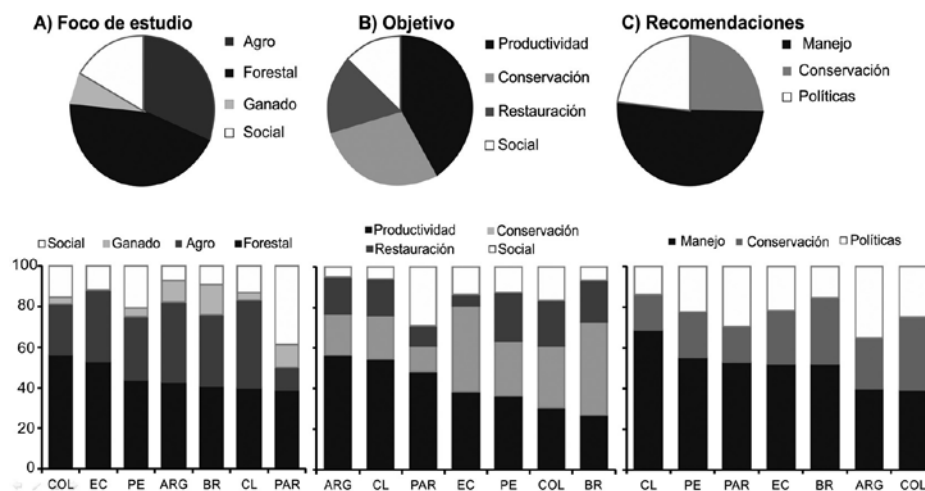 A) Foco de estudio
Agro
Forestal
Ganado
Social
B) Objetivo
Productividad
Conservación
Restauración
Social
C) Recomendaciones
Manejo
Conservación
Políticas
Social Ganado Agro Forestal
100
80
60
40
20
0
COL EC PE ARG BR CL PAR
Productividad Conservación
Restauración Social
ARG CL PAR EC PE COL BR
Manejo Conservación Políticas
CL PE PAR EC BR ARG COL